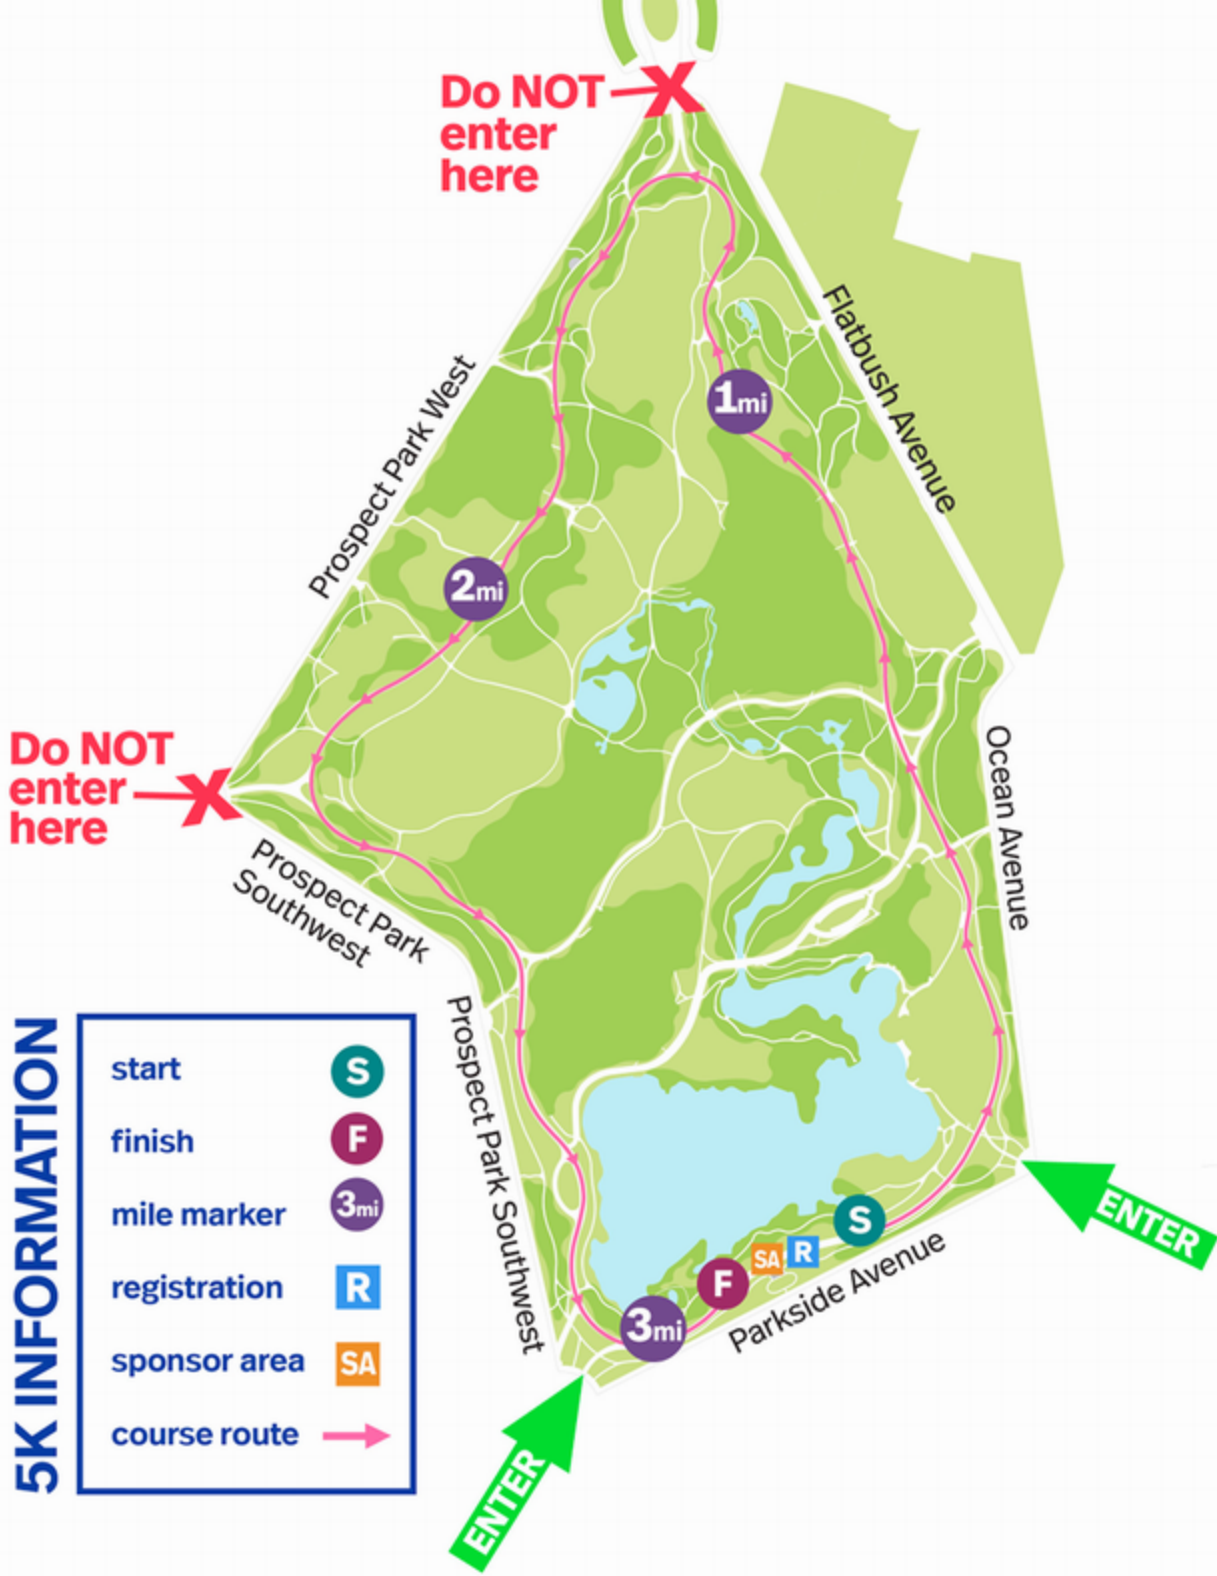 Do NOT
enter
here
Flatbush Avenue
Prospect Park West
1mi
2mi
Do NOT
enter
here
Ocean Avenue
Prospect Park
Southwest
Prospect Park Southwest
5K INFORMATION
start S
finish F
mile marker 3mi
registration R
sponsor area SA
course route
S
R
SA
F
3mi
Parkside Avenue
ENTER
ENTER